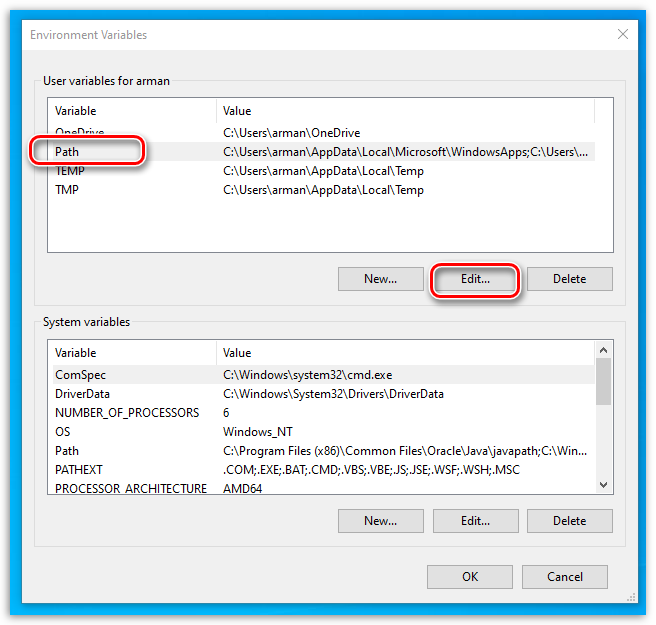 Environment Variables
User variables for arman
Variable Value
OneDrive C:\Users\arman\OneDrive
Path C:\Users\arman\AppData\Local\Microsoft\WindowsApps;C:\Users\...
TEMP C:\Users\arman\AppData\Local\Temp
TMP C:\Users\arman\AppData\Local\Temp
New... Edit... Delete
System variables
Variable Value
ComSpec C:\Windows\system32\cmd.exe
DriverData C:\Windows\System32\Drivers\DriverData
NUMBER_OF_PROCESSORS 6
OS Windows_NT
Path C:\Program Files (x86)\Common Files\Oracle\Java\javapath;C:\Win...
PATHEXT .COM;.EXE;.BAT;.CMD;.VBS;.VBE;.JS;.JSE;.WSF;.WSH;.MSC
PROCESSOR_ARCHITECTURE AMD64
New... Edit... Delete
OK Cancel